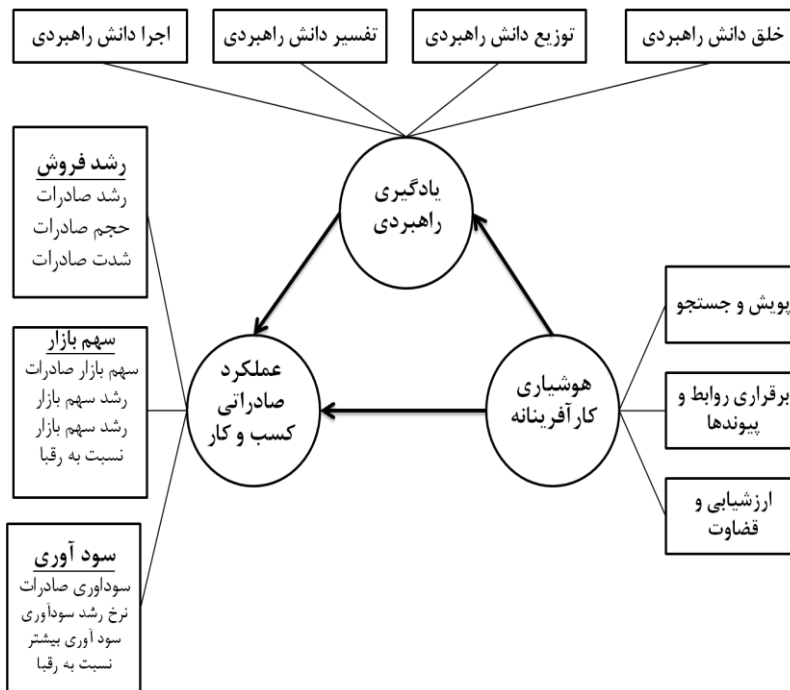 خلق دانش راهبردی
توزیع دانش راهبردی
تفسیر دانش راهبردی
اجرا دانش راهبردی
یادگیری
راهبردی
رشد فروش
رشد صادرات
حجم صادرات
شدت صادرات
پویش و جستجو
سهم بازار
سهم بازار صادرات
رشد سهم بازار
رشد سهم بازار
نسبت به رقبا
عملکرد
صادراتی
کسب و کار
هوشیاری
کارآفرینانه
برقراری روابط و
پیوندها
ارزشیابی و
قضاوت
سود آوری
سوداوری صادرات
نرخ رشد سودآوری
سود آوری بیشتر
نسبت به رقبا